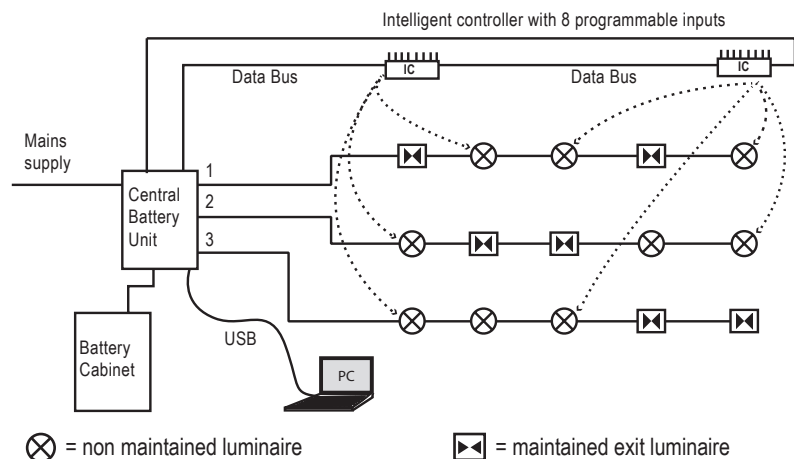 Intelligent controller with 8 programmable inputs
IC
IC
Data Bus
Data Bus
Mains
supply
1
Central
Battery
Unit
2
3
USB
Battery
Cabinet
PC
= non maintained luminaire
= maintained exit luminaire